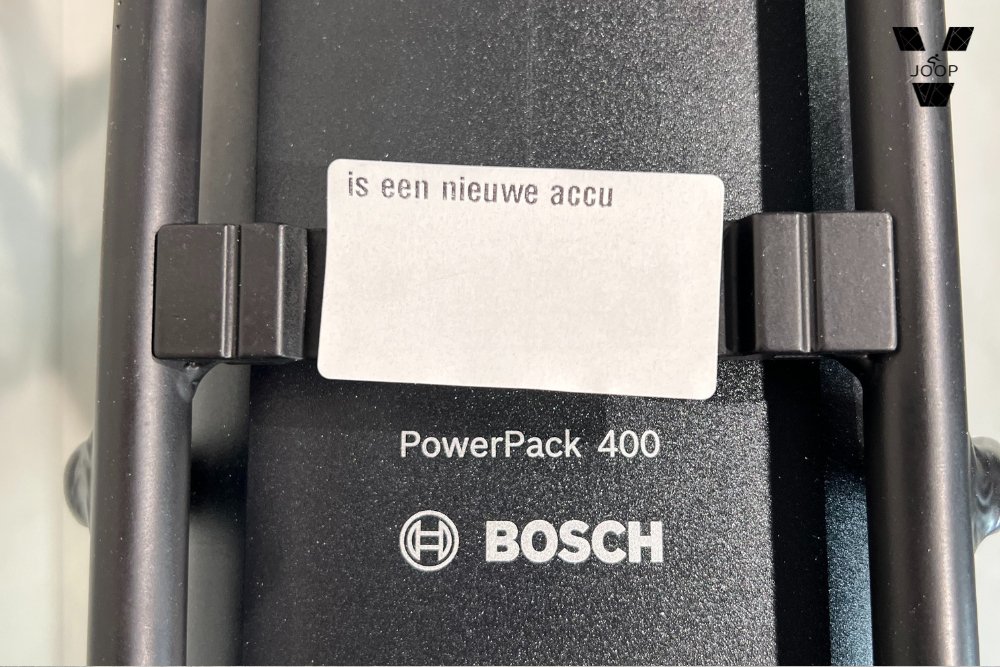 JOOP
is een nieuwe accu
PowerPack 400
BOSCH